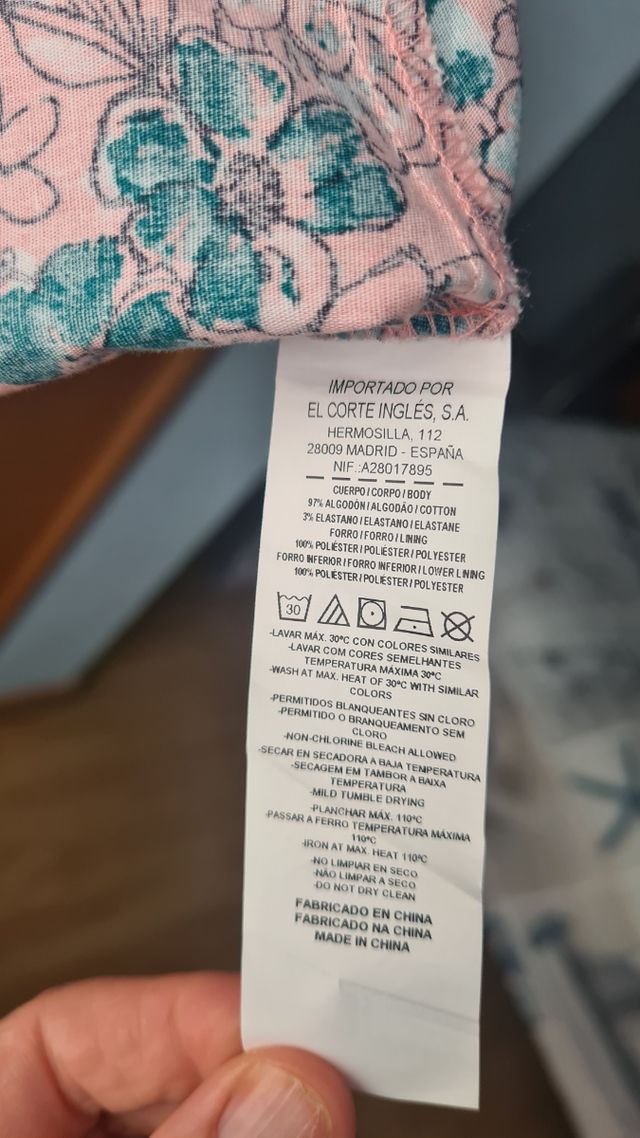 IMPORTADO POR
EL CORTE INGLÉS, S.A.
HERMOSILLA, 112
28009 MADRID - ESPAÑA
NIF.:A28017895
CUERPO / CORPO / BODY
97% ALGODÓN / ALGODÃO / COTTON
3% ELASTANO / ELASTANO / ELASTANE
FORRO / FORRO / LINING
100% POLIÉSTER / POLIÉSTER / POLYESTER
FORRO INFERIOR / FORRO INFERIOR / LOWER LINING
100% POLIÉSTER / POLIÉSTER / POLYESTER
30
-LAVAR MÁX. 30ºC CON COLORES SIMILARES
-LAVAR COM CORES SEMELHANTES
TEMPERATURA MÁXIMA 30ºC
-WASH AT MAX. HEAT OF 30ºC WITH SIMILAR
COLORS
-PERMITIDOS BLANQUEANTES SIN CLORO
-PERMITIDO O BRANQUEAMENTO SEM
CLORO
-NON-CHLORINE BLEACH ALLOWED
-SECAR EN SECADORA A BAJA TEMPERATURA
-SECAGEM EM TAMBOR A BAIXA
TEMPERATURA
-MILD TUMBLE DRYING
-PLANCHAR MÁX. 110ºC
-PASSAR A FERRO TEMPERATURA MÁXIMA
110ºC
-IRON AT MAX. HEAT 110ºC
-NO LIMPIAR EN SECO
-NÃO LIMPAR A SECO
-DO NOT DRY CLEAN
FABRICADO EN CHINA
FABRICADO NA CHINA
MADE IN CHINA